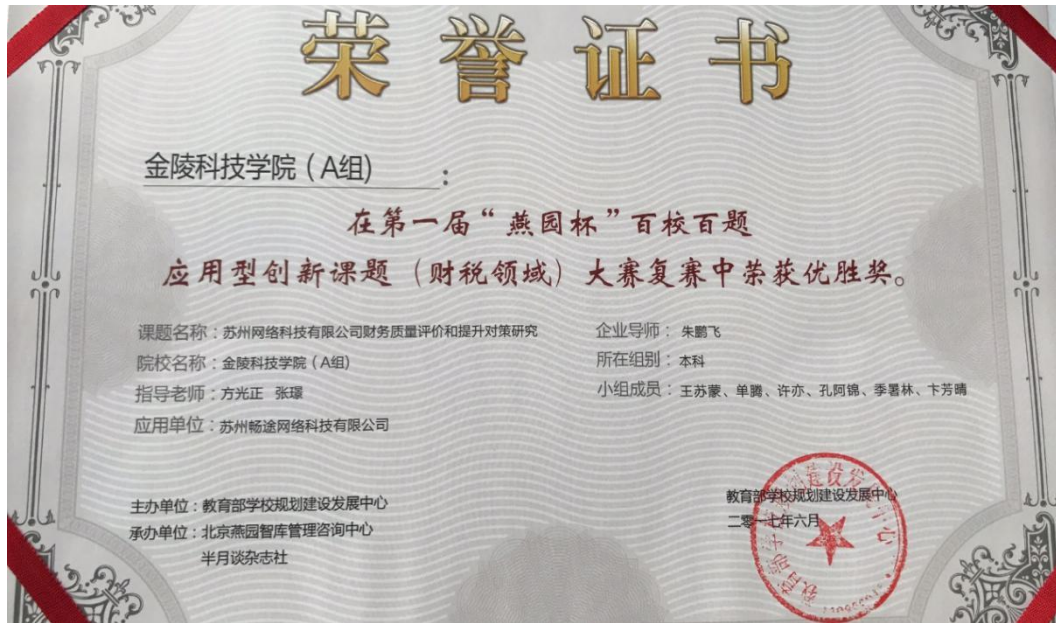 荣誉证书
金陵科技学院（A组）：
在第一届“燕园杯”百校百题
应用型创新课题（财税领域）大赛复赛中荣获优胜奖。
课题名称：苏州网络科技有限公司财务质量评价和提升对策研究
企业导师：朱鹏飞
院校名称：金陵科技学院（A组）
所在组别：本科
指导老师：方光正 张璟
小组成员：王苏蒙、单腾、许亦、孔阿锦、季署林、卞芳晴
应用单位：苏州畅途网络科技有限公司
主办单位：教育部学校规划建设发展中心
承办单位：北京燕园智库管理咨询中心
半月谈杂志社
教育部学校规划建设发展中心
二零一七年六月